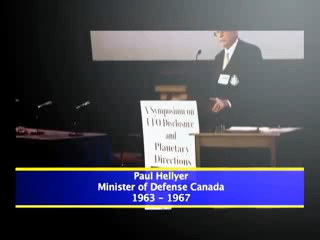 A Symposium on
UFO Disclosure
and
Planetary
Directions
Paul Hellyer
Minister of Defense Canada
1963 - 1967